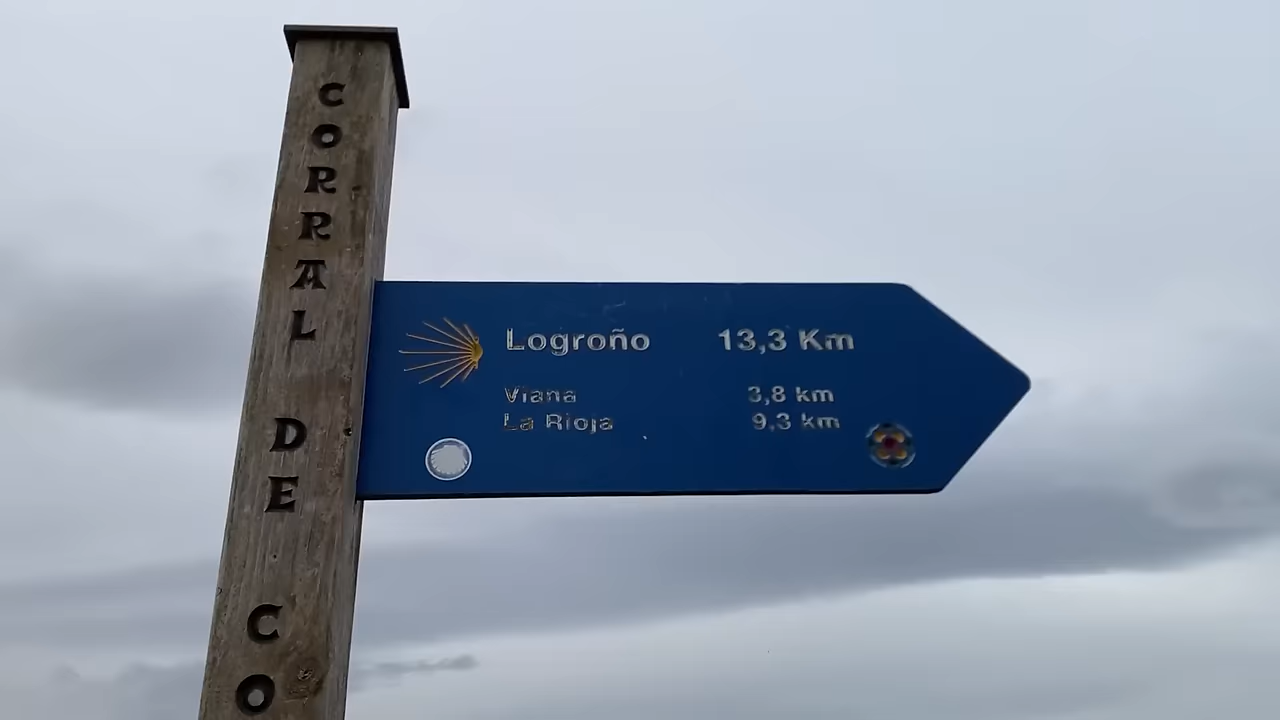 CORRAL DE CO
Logroño 13,3 Km
Viana 3,8 km
La Rioja 9,3 km